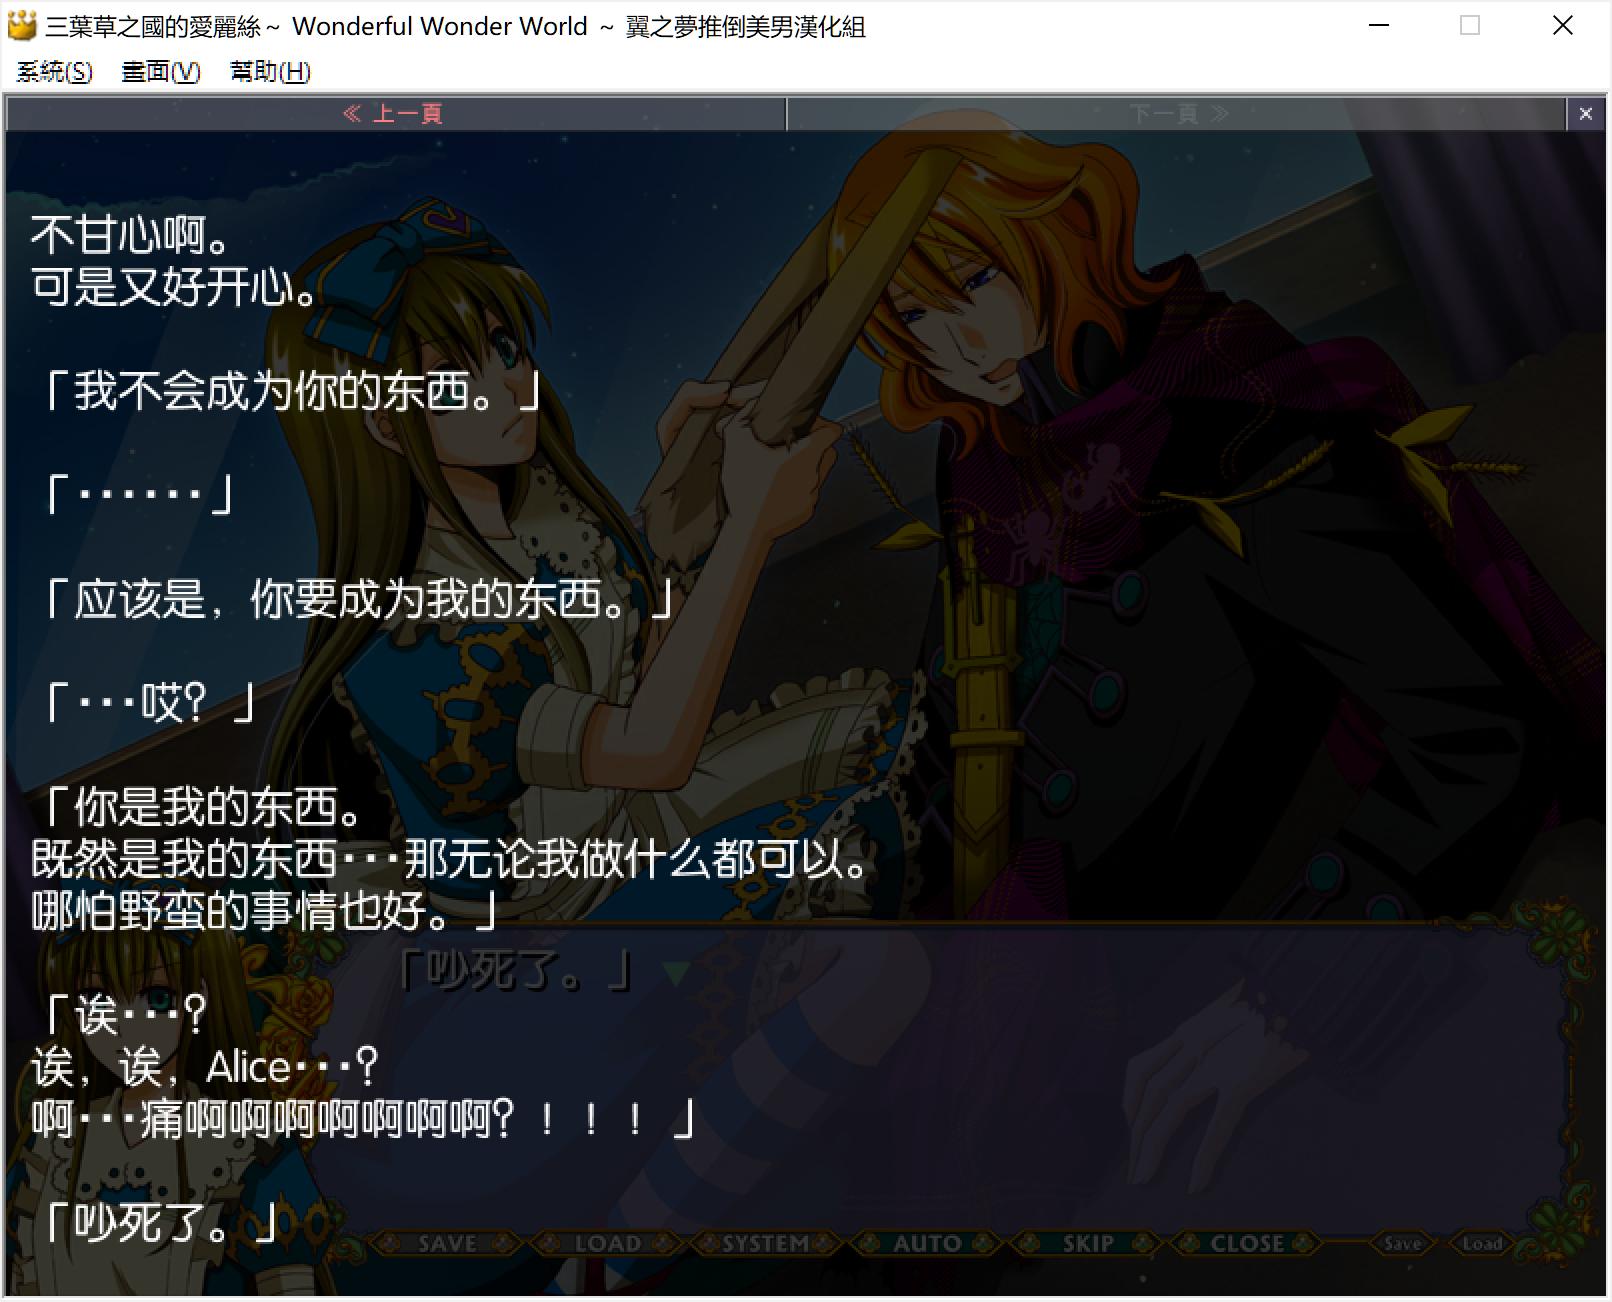 三葉草之國的愛麗絲～ Wonderful Wonder World ～ 翼之夢推倒美男漢化組
系統(S) 畫面(V) 幫助(H)
≪ 上一頁 下一頁 ≫ ×
不甘心啊。
可是又好开心。
「我不会成为你的东西。」
「······」
「应该是，你要成为我的东西。」
「···哎？」
「你是我的东西。
既然是我的东西···那无论我做什么都可以。
哪怕野蛮的事情也好。」
「吵死了。」
「诶···？
诶，诶，Alice···？
啊···痛啊啊啊啊啊啊啊？！！！」
「吵死了。」
SAVE LOAD SYSTEM AUTO SKIP CLOSE Save Load